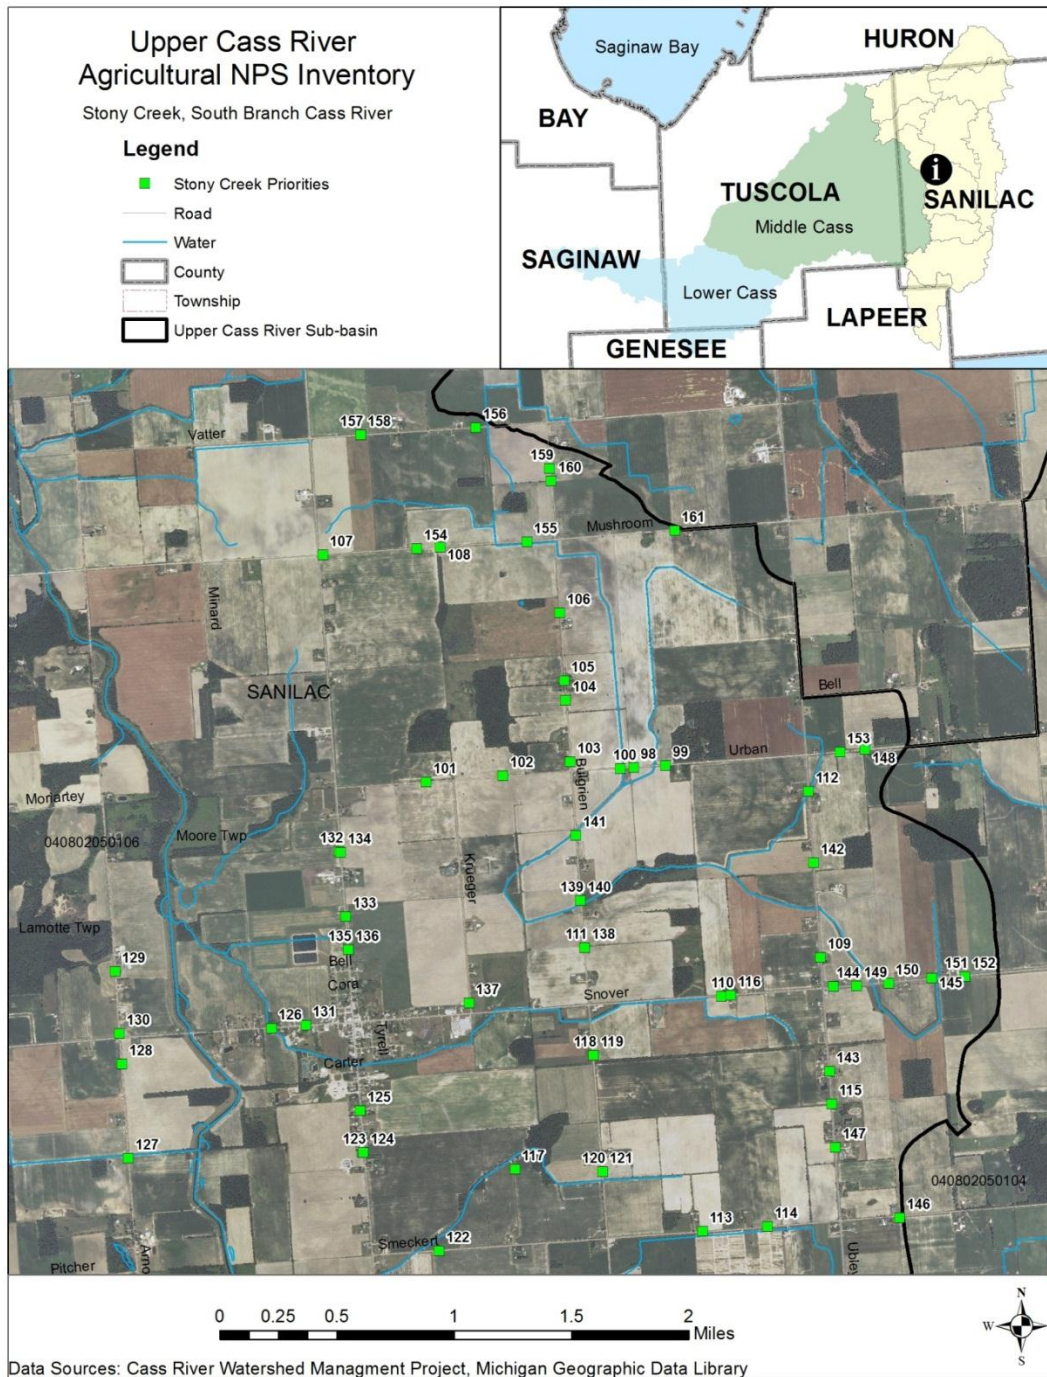 Upper Cass River
Agricultural NPS Inventory
Stony Creek, South Branch Cass River
Legend
Stony Creek Priorities
Road
Water
County
Township
Upper Cass River Sub-basin
Saginaw Bay
HURON
BAY
i
TUSCOLA
SANILAC
Middle Cass
SAGINAW
Lower Cass
LAPEER
GENESEE
Vatter
157 158
156
159
160
Mushroom
161
155
154
107
108
Minard
106
105
104
SANILAC
Bell
103
100 98
99
Urban
153
148
102
101
Bulgrien
112
Moriartey
Moore Twp
040802050106
132 134
141
142
Krueger
139 140
133
Lamotte Twp
135 136
111 138
109
Bell
129
Cora
137
Snover
110 116
144 149 150
151 152
145
126 131
130
Tyrell
128
Carter
118 119
143
125
115
123 124
147
127
117
120 121
040802050104
146
113
114
Smeckert
122
Pitcher
Arno
Ubley
0 0.25 0.5 1 1.5 2
Miles
N
W
S
Data Sources: Cass River Watershed Managment Project, Michigan Geographic Data Library